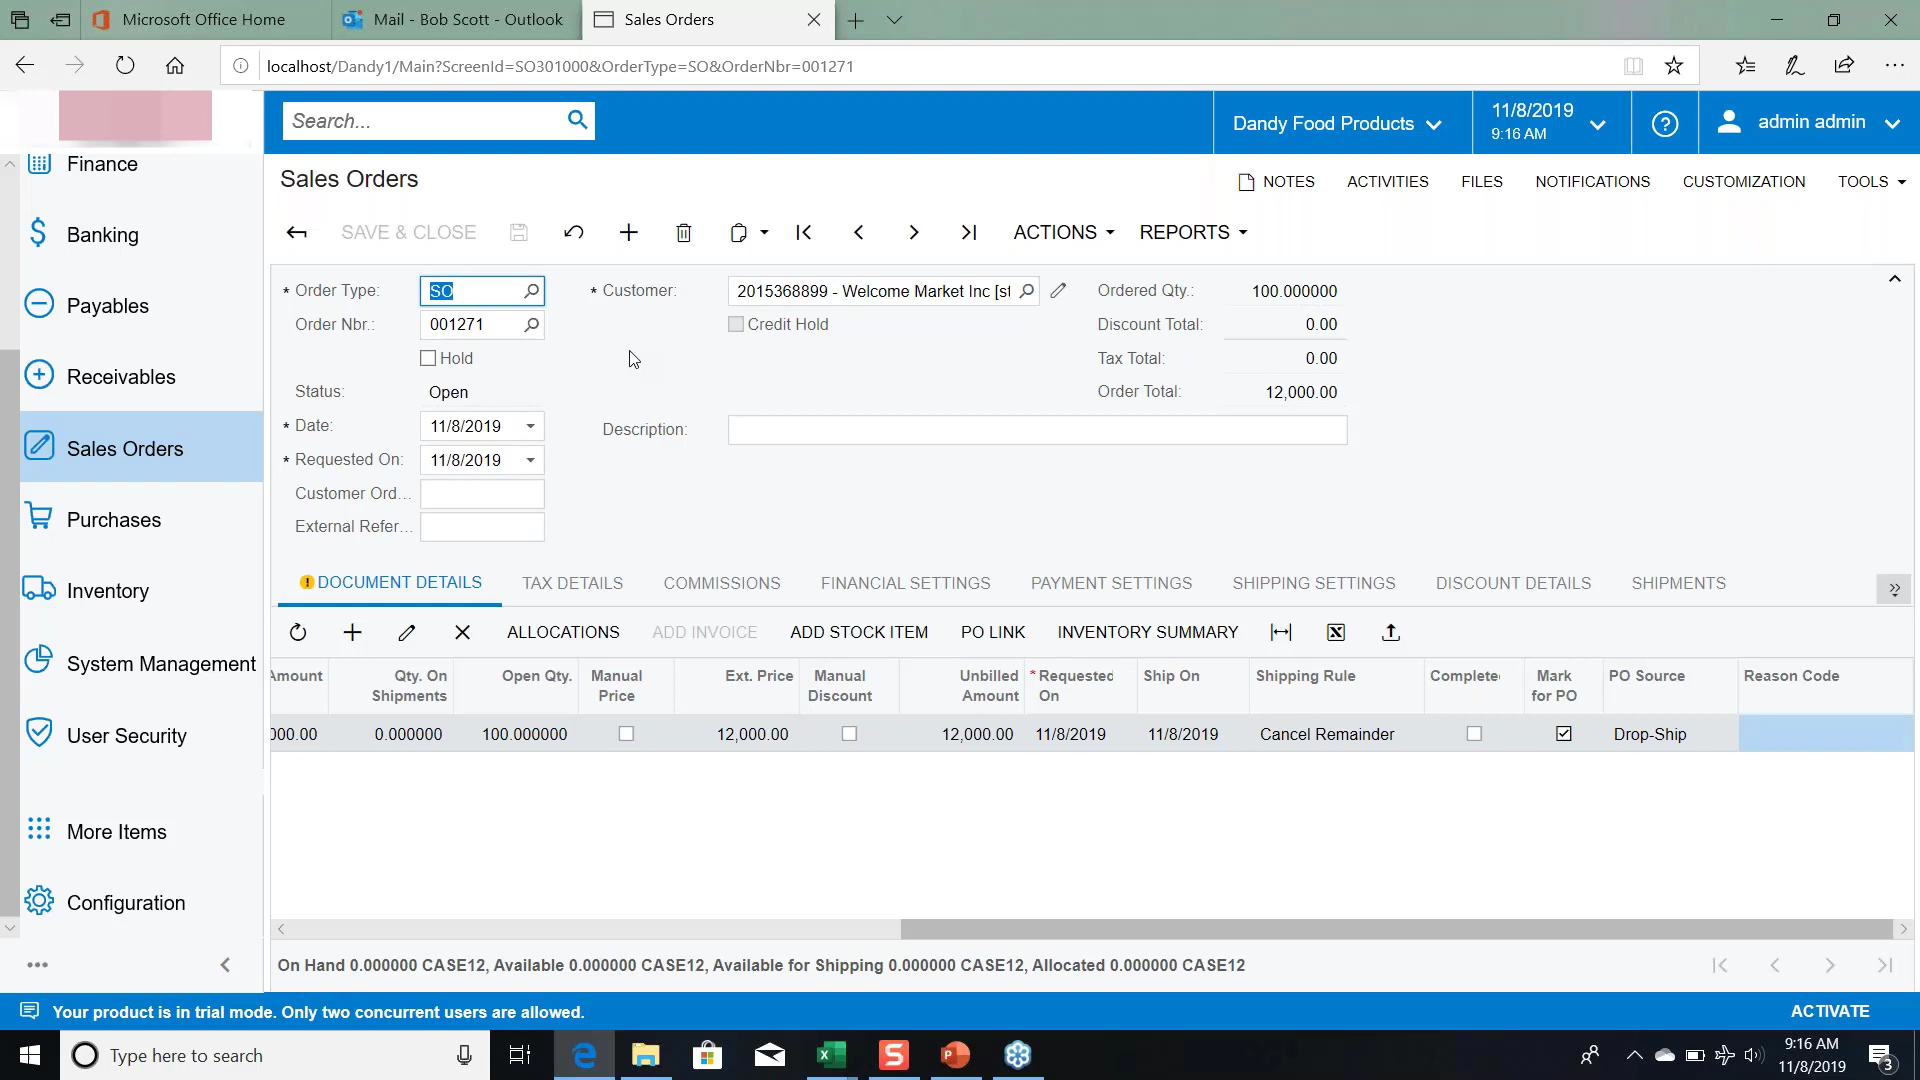 Microsoft Office Home
Mail - Bob Scott - Outlook
Sales Orders
localhost/Dandy1/Main?ScreenId=SO301000&OrderType=SO&OrderNbr=001271
Search...
Dandy Food Products
11/8/2019
9:16 AM
admin admin
Finance
Banking
Payables
Receivables
Sales Orders
Purchases
Inventory
System Management
User Security
More Items
Configuration
Sales Orders
NOTES ACTIVITIES FILES NOTIFICATIONS CUSTOMIZATION TOOLS
SAVE & CLOSE ACTIONS REPORTS
* Order Type: SO
Order Nbr.: 001271
Hold
Status: Open
* Date: 11/8/2019
* Requested On: 11/8/2019
Customer Ord...
External Refer...
* Customer: 2015368899 - Welcome Market Inc [st
Credit Hold
Description:
Ordered Qty.: 100.000000
Discount Total: 0.00
Tax Total: 0.00
Order Total: 12,000.00
DOCUMENT DETAILS TAX DETAILS COMMISSIONS FINANCIAL SETTINGS PAYMENT SETTINGS SHIPPING SETTINGS DISCOUNT DETAILS SHIPMENTS
ALLOCATIONS ADD INVOICE ADD STOCK ITEM PO LINK INVENTORY SUMMARY
Amount Qty. On Shipments Open Qty. Manual Price Ext. Price Manual Discount Unbilled Amount * Requested On Ship On Shipping Rule Complete Mark for PO PO Source Reason Code
000.00 0.000000 100.000000 12,000.00 12,000.00 11/8/2019 11/8/2019 Cancel Remainder Drop-Ship
On Hand 0.000000 CASE12, Available 0.000000 CASE12, Available for Shipping 0.000000 CASE12, Allocated 0.000000 CASE12
Your product is in trial mode. Only two concurrent users are allowed.
ACTIVATE
Type here to search
9:16 AM
11/8/2019
3